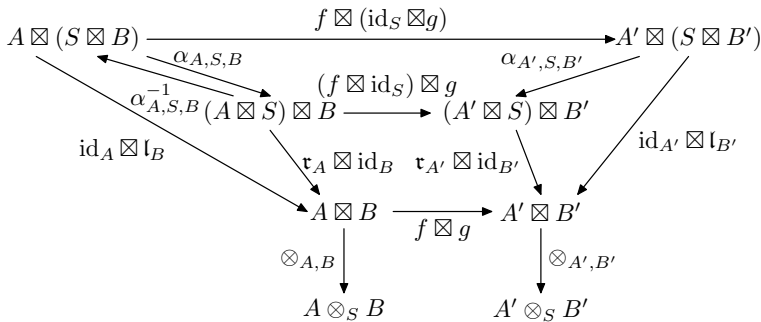 f ⊠ (id_S ⊠ g)
A ⊠ (S ⊠ B) A′ ⊠ (S ⊠ B′)
α_{A,S,B} α_{A′,S,B′}
(f ⊠ id_S) ⊠ g
α^{-1}_{A,S,B} (A ⊠ S) ⊠ B (A′ ⊠ S) ⊠ B′
id_A ⊠ 𝔩_B 𝔯_A ⊠ id_B 𝔯_{A′} ⊠ id_{B′} id_{A′} ⊠ 𝔩_{B′}
A ⊠ B A′ ⊠ B′
f ⊠ g
⊗_{A,B} ⊗_{A′,B′}
A ⊗_S B A′ ⊗_S B′